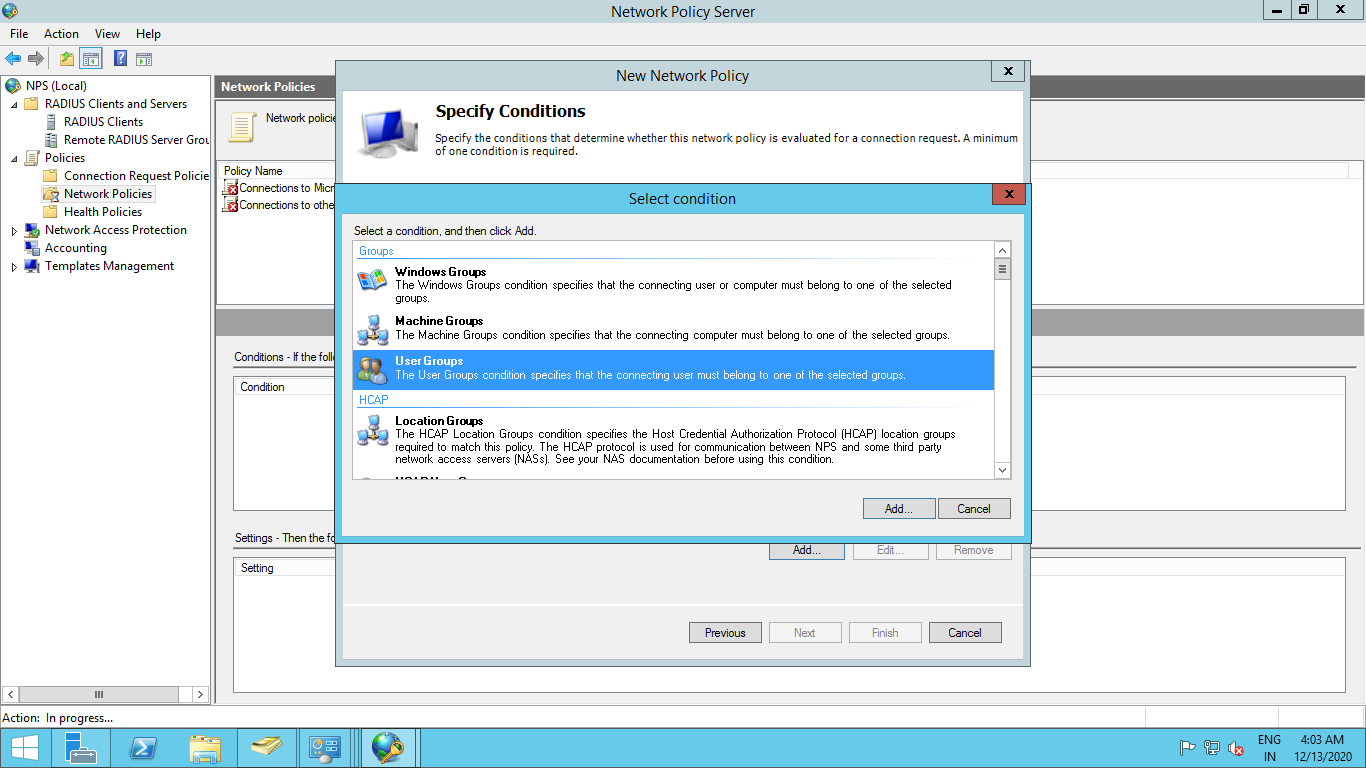 Network Policy Server
File Action View Help
NPS (Local)
RADIUS Clients and Servers
RADIUS Clients
Remote RADIUS Server Grou
Policies
Connection Request Policie
Network Policies
Health Policies
Network Access Protection
Accounting
Templates Management
Network Policies
Network policie
Policy Name
Connections to Micr
Connections to othe
Conditions - If the follo
Condition
Settings - Then the fo
Setting
New Network Policy
Specify Conditions
Specify the conditions that determine whether this network policy is evaluated for a connection request. A minimum
of one condition is required.
Select condition
Select a condition, and then click Add.
Groups
Windows Groups
The Windows Groups condition specifies that the connecting user or computer must belong to one of the selected
groups.
Machine Groups
The Machine Groups condition specifies that the connecting computer must belong to one of the selected groups.
User Groups
The User Groups condition specifies that the connecting user must belong to one of the selected groups.
HCAP
Location Groups
The HCAP Location Groups condition specifies the Host Credential Authorization Protocol (HCAP) location groups
required to match this policy. The HCAP protocol is used for communication between NPS and some third party
network access servers (NASs). See your NAS documentation before using this condition.
Add... Cancel
Add... Edit... Remove
Previous Next Finish Cancel
Action: In progress...
ENG 4:03 AM
IN 12/13/2020